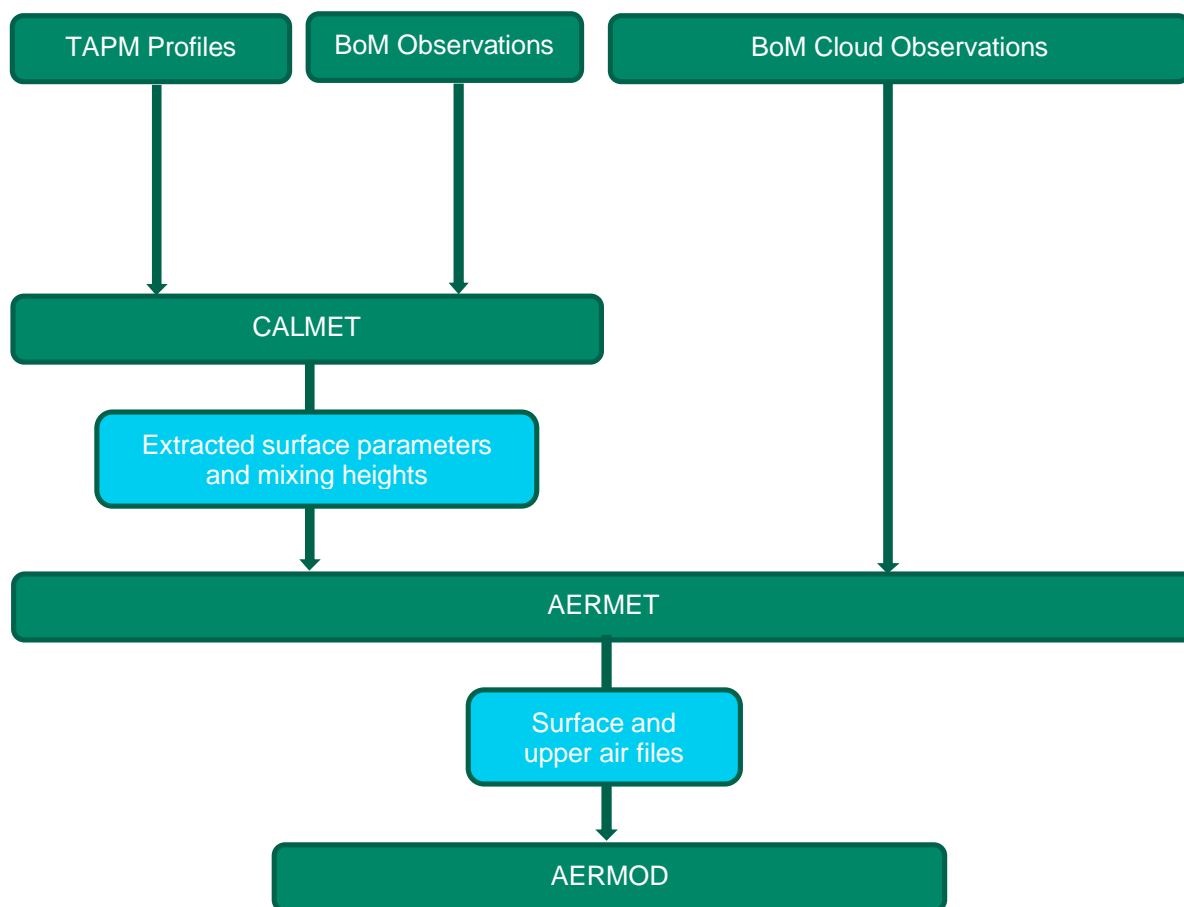 TAPM Profiles
BoM Observations
BoM Cloud Observations
CALMET
Extracted surface parameters
and mixing heights
AERMET
Surface and
upper air files
AERMOD